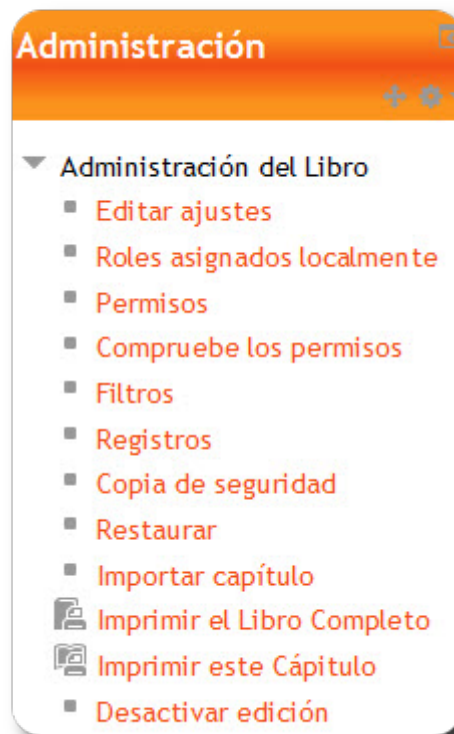 Administración
Administración del Libro
Editar ajustes
Roles asignados localmente
Permisos
Compruebe los permisos
Filtros
Registros
Copia de seguridad
Restaurar
Importar capítulo
Imprimir el Libro Completo
Imprimir este Cápitulo
Desactivar edición